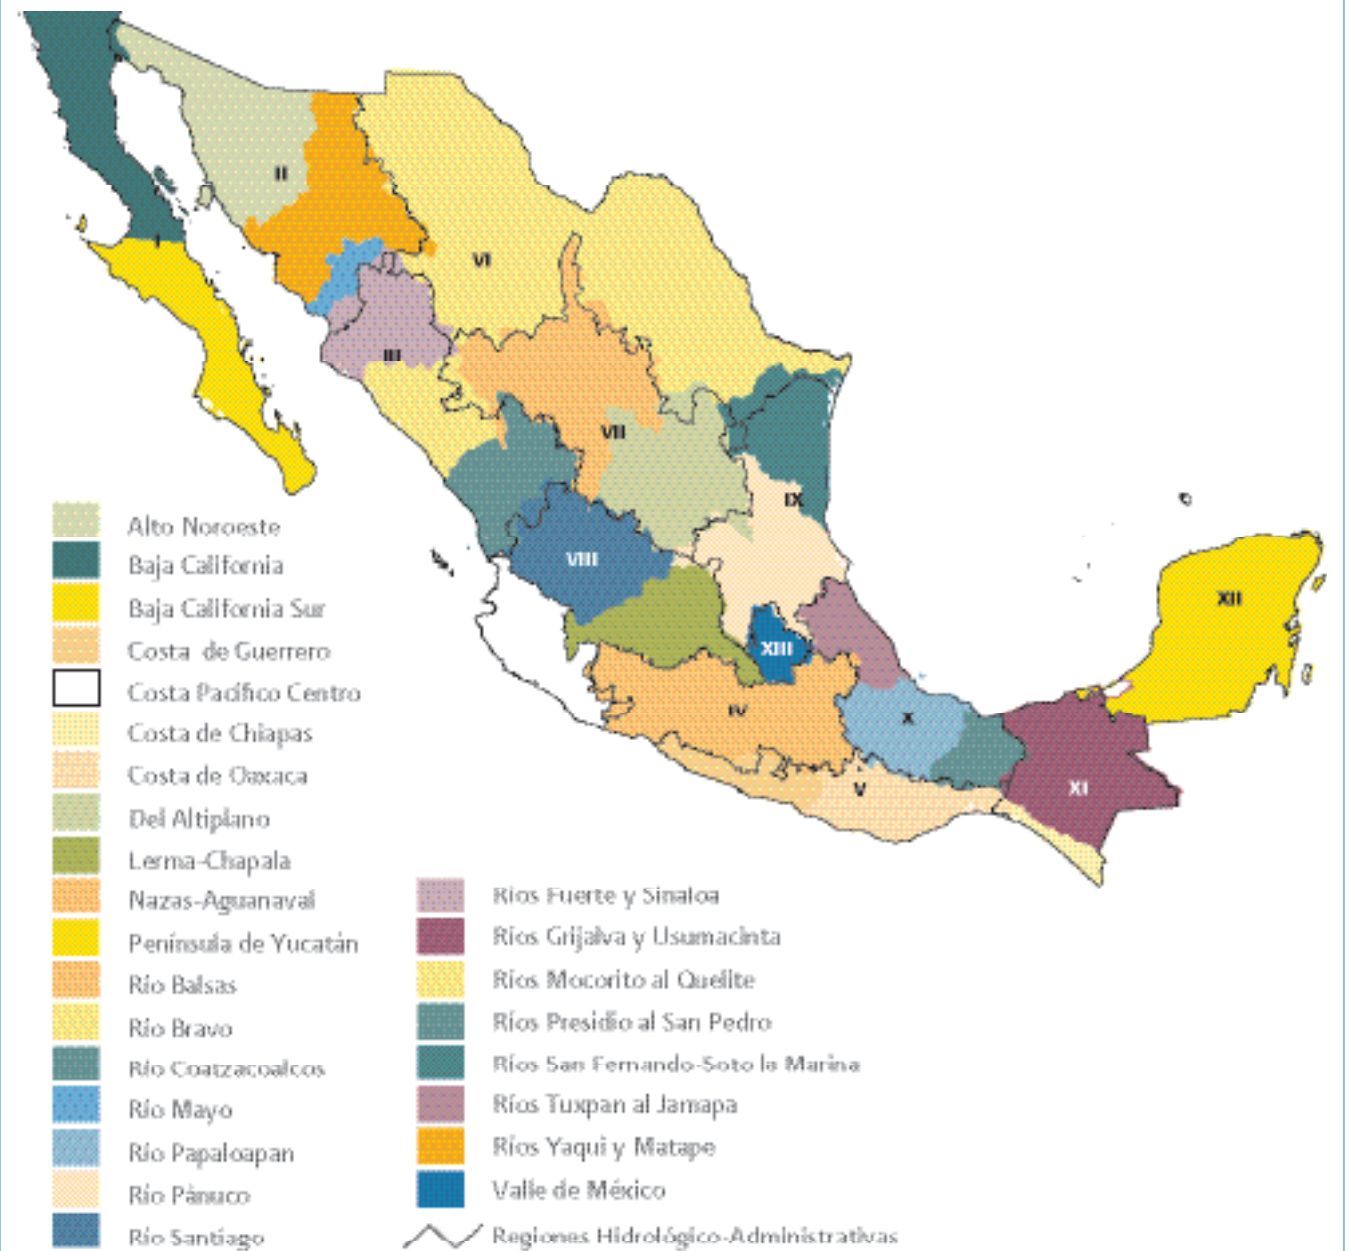 II
I
VI
III
VII
IX
VIII
XII
XIII
IV
X
V
XI
Alto Noroeste
Baja California
Baja California Sur
Costa de Guerrero
Costa Pacífico Centro
Costa de Chiapas
Costa de Oaxaca
Del Altiplano
Lerma-Chapala
Nazas-Aguanaval
Península de Yucatán
Río Balsas
Río Bravo
Río Coatzacoalcos
Río Mayo
Río Papaloapan
Río Pánuco
Río Santiago
Ríos Fuerte y Sinaloa
Ríos Grijalva y Usumacinta
Ríos Mocorito al Quelite
Ríos Presidio al San Pedro
Ríos San Fernando-Soto la Marina
Ríos Tuxpan al Jamapa
Ríos Yaqui y Matape
Valle de México
Regiones Hidrológico-Administrativas